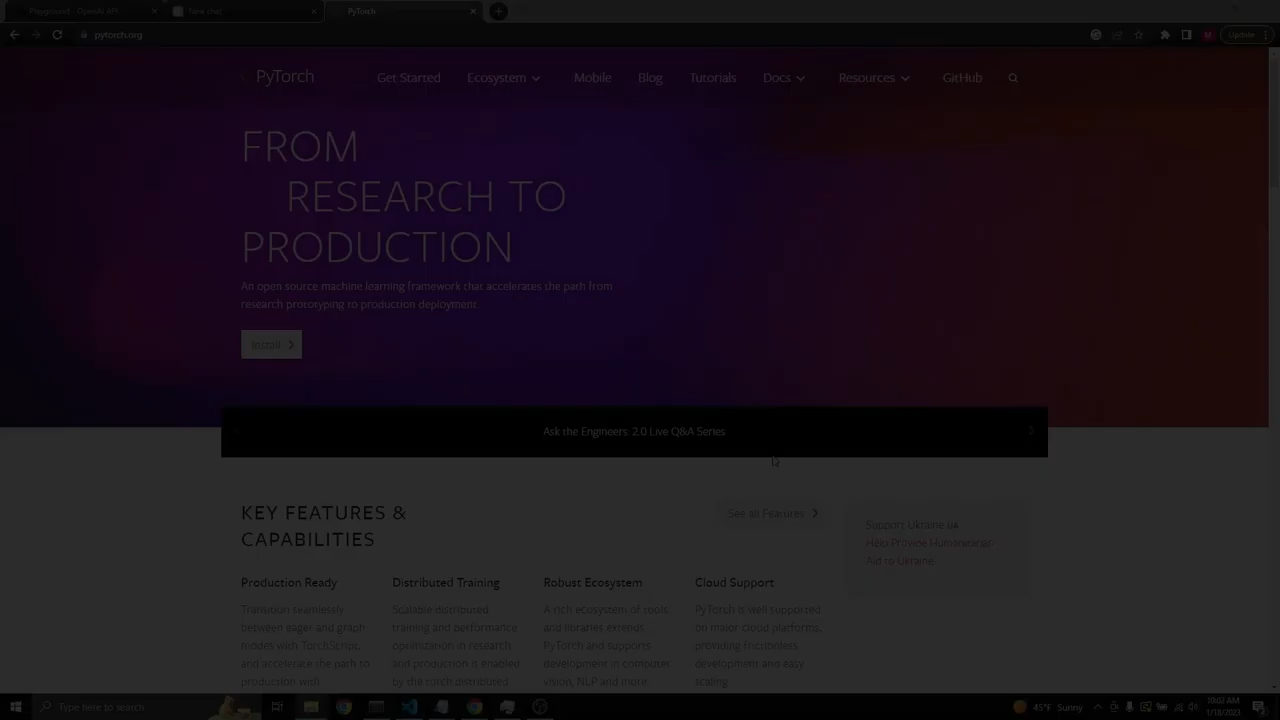 Playground - OpenAI API
New chat
PyTorch
pytorch.org
M
Update
PyTorch
Get Started
Ecosystem
Mobile
Blog
Tutorials
Docs
Resources
GitHub
FROM
RESEARCH TO
PRODUCTION
An open source machine learning framework that accelerates the path from
research prototyping to production deployment.
Install
Ask the Engineers: 2.0 Live Q&A Series
KEY FEATURES &
CAPABILITIES
See all Features
Support Ukraine UA
Help Provide Humanitarian
Aid to Ukraine
Production Ready
Transition seamlessly
between eager and graph
modes with TorchScript,
and accelerate the path to
production with
Distributed Training
Scalable distributed
training and performance
optimization in research
and production is enabled
by the torch.distributed
Robust Ecosystem
A rich ecosystem of tools
and libraries extends
PyTorch and supports
development in computer
vision, NLP and more.
Cloud Support
PyTorch is well supported
on major cloud platforms,
providing frictionless
development and easy
scaling.
Type here to search
45°F Sunny
10:02 AM
1/18/2023